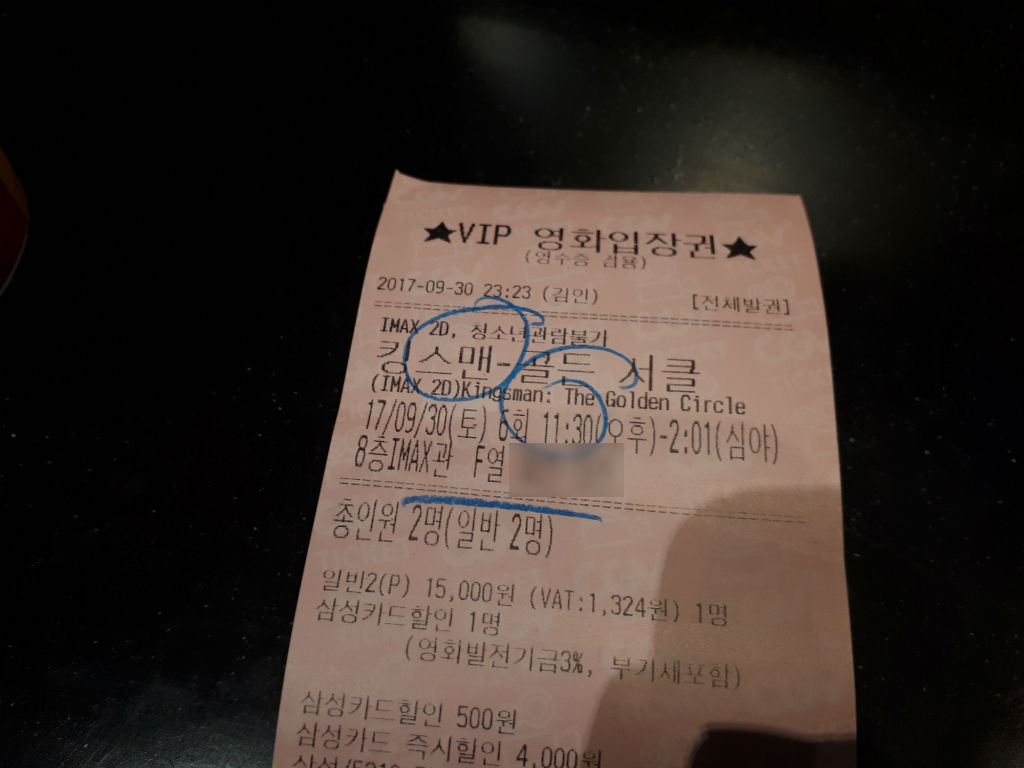 ★VIP 영화입장권★
(영수증 겸용)
2017-09-30 23:23 (김인) [전세발권]
IMAX 2D, 청소년관람불가
킹스맨-골든 서클
(IMAX 2D)Kingsman: The Golden Circle
17/09/30(토) 6회 11:30(오후)-2:01(심야)
8층IMAX관 F열
총인원 2명(일반 2명)
일반2(P) 15,000원 (VAT:1,324원) 1명
삼성카드할인 1명
(영화발전기금3%, 부가세포함)
삼성카드할인 500원
삼성카드 즉시할인 4,000원